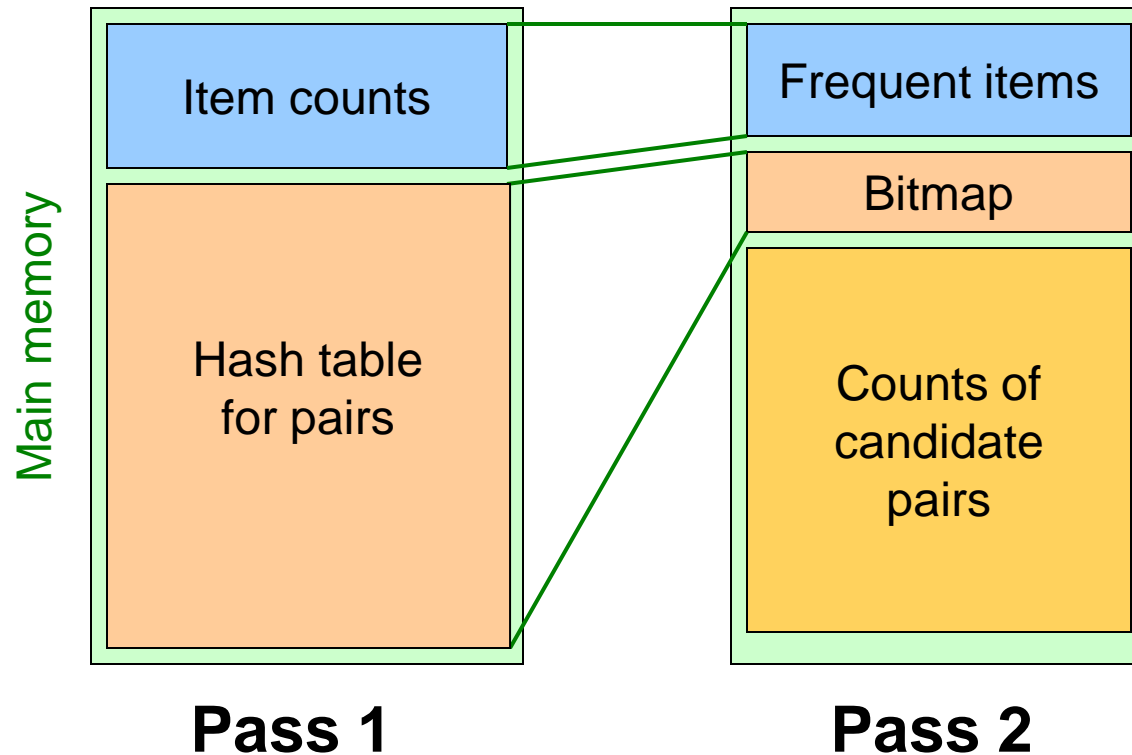 Main memory
Item counts
Hash table
for pairs
Pass 1
Frequent items
Bitmap
Counts of
candidate
pairs
Pass 2